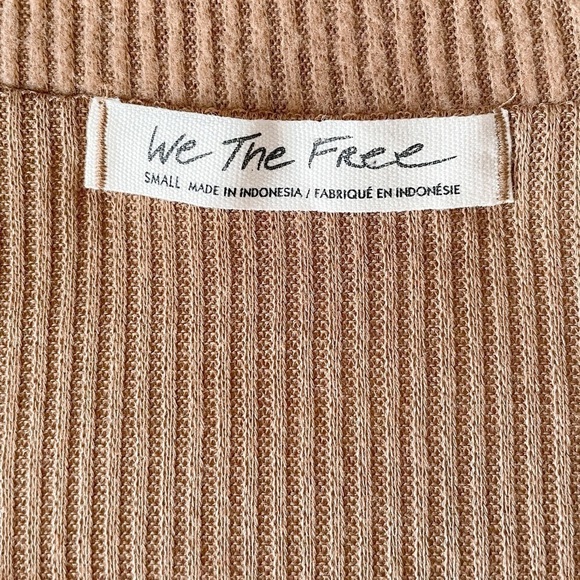 We The Free
SMALL MADE IN INDONESIA / FABRIQUÉ EN INDONÉSIE